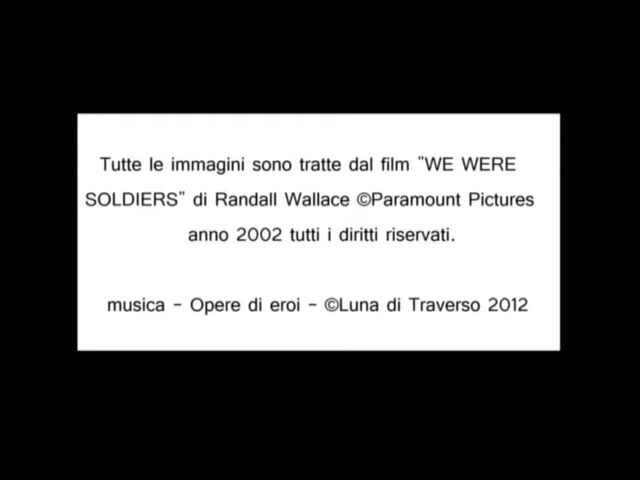 Tutte le immagini sono tratte dal film "WE WERE
SOLDIERS" di Randall Wallace ©Paramount Pictures
anno 2002 tutti i diritti riservati.
musica - Opere di eroi - ©Luna di Traverso 2012